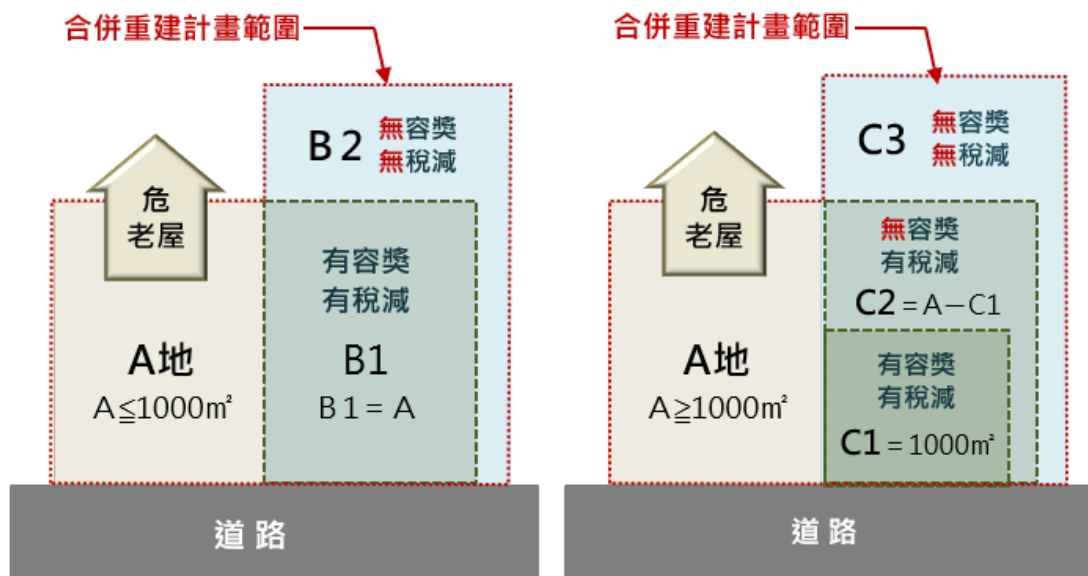 合併重建計畫範圍
B2
無容獎
無稅減
危
老屋
有容獎
有稅減
A地
A≦1000㎡
B1
B1=A
道路
合併重建計畫範圍
C3
無容獎
無稅減
危
老屋
無容獎
有稅減
C2=A－C1
A地
A≧1000㎡
有容獎
有稅減
C1=1000㎡
道路